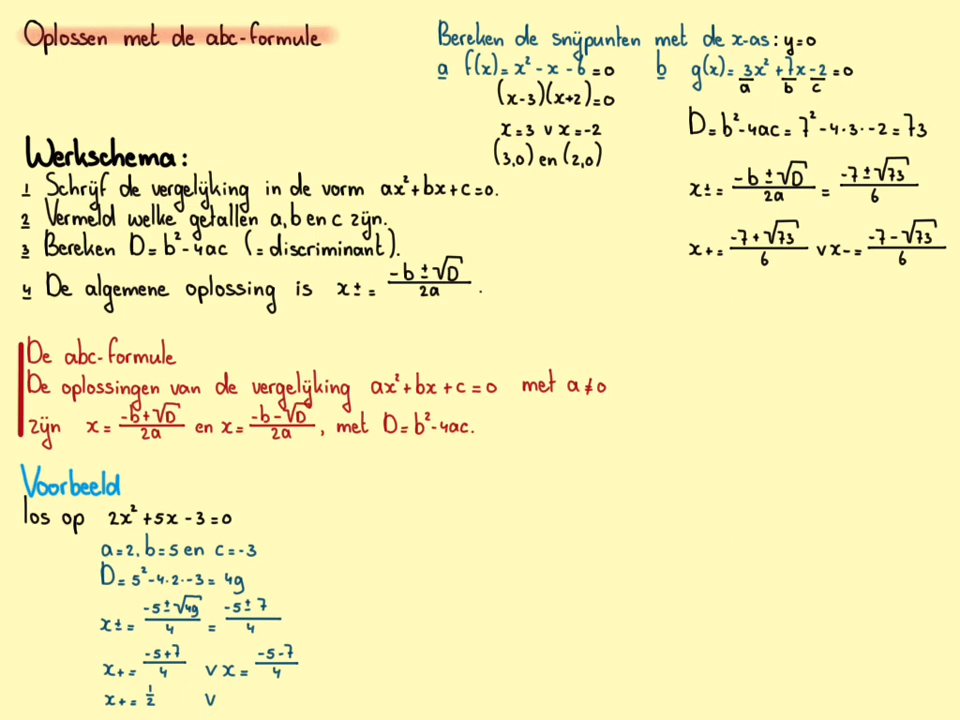 Oplossen met de abc-formule
Werkschema:
1 Schrijf de vergelijking in de vorm ax²+bx+c=0.
2 Vermeld welke getallen a, b en c zijn.
3 Bereken D=b²-4ac (= discriminant).
4 De algemene oplossing is x± = (-b±√D)/2a.
De abc-formule
De oplossingen van de vergelijking ax²+bx+c=0 met a≠0
zijn x = (-b+√D)/2a en x = (-b-√D)/2a, met D=b²-4ac.
Voorbeeld
los op 2x²+5x-3=0
a=2, b=5 en c=-3
D=5²-4·2·-3=49
x± = (-5±√49)/4 = (-5±7)/4
x+ = (-5+7)/4 v x = (-5-7)/4
x+ = 1/2 v
Bereken de snijpunten met de x-as: y=0
a f(x)=x²-x-6=0
(x-3)(x+2)=0
x=3 v x=-2
(3,0) en (2,0)
b g(x)=3x²+7x-2=0
a b c
D=b²-4ac=7²-4·3·-2=73
x± = (-b±√D)/2a = (-7±√73)/6
x+ = (-7+√73)/6 v x- = (-7-√73)/6